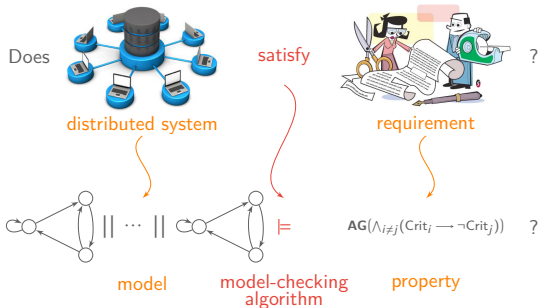 Does satisfy ?
distributed system requirement
|| ··· || ⊨ AG(∧i≠j(Criti ⟶ ¬Critj)) ?
model model-checking property
algorithm